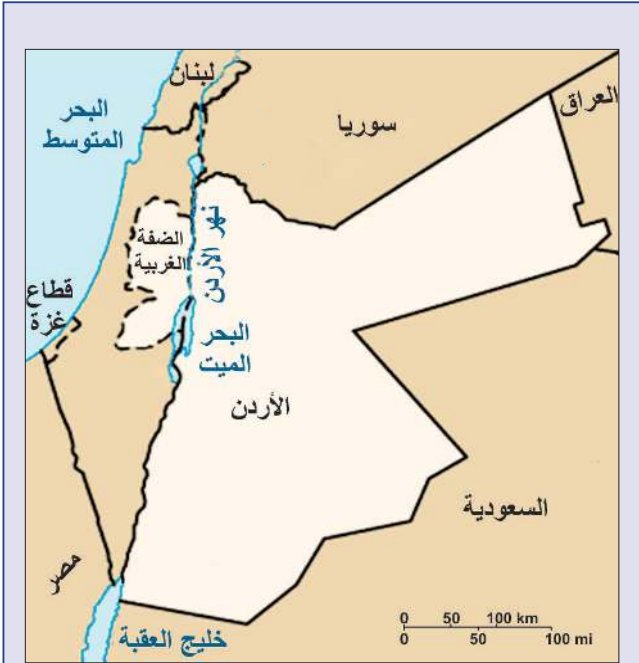 لبنان
البحر
المتوسط
سوريا
العراق
نهر الأردن
الضفة
الغربية
قطاع
غزة
البحر
الميت
الأردن
السعودية
مصر
خليج العقبة
0 50 100 km
0 50 100 mi